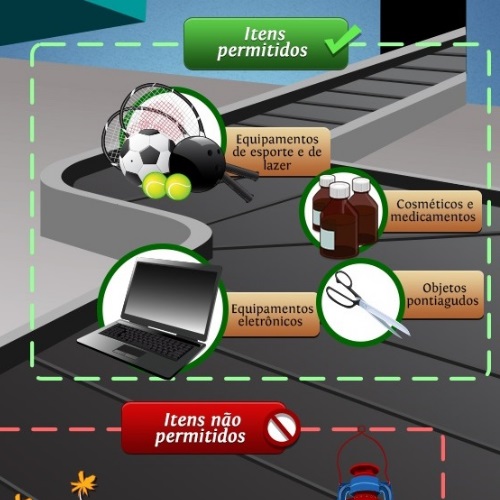 Itens
permitidos
Equipamentos
de esporte e de
lazer
Cosméticos e
medicamentos
Equipamentos
eletrônicos
Objetos
pontiagudos
Itens não
permitidos